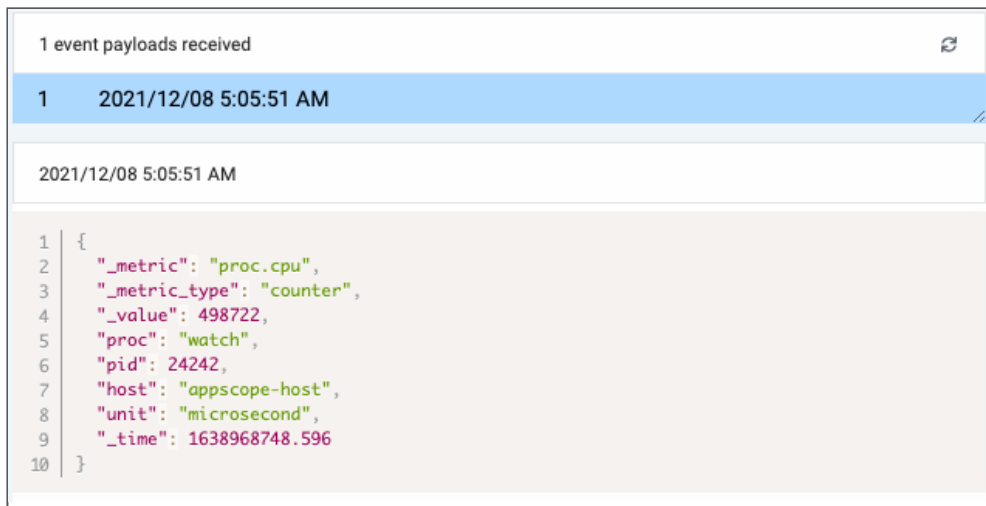 1 event payloads received
1 2021/12/08 5:05:51 AM
2021/12/08 5:05:51 AM
1 {
2 "_metric": "proc.cpu",
3 "_metric_type": "counter",
4 "_value": 498722,
5 "proc": "watch",
6 "pid": 24242,
7 "host": "appscope-host",
8 "unit": "microsecond",
9 "_time": 1638968748.596
10 }